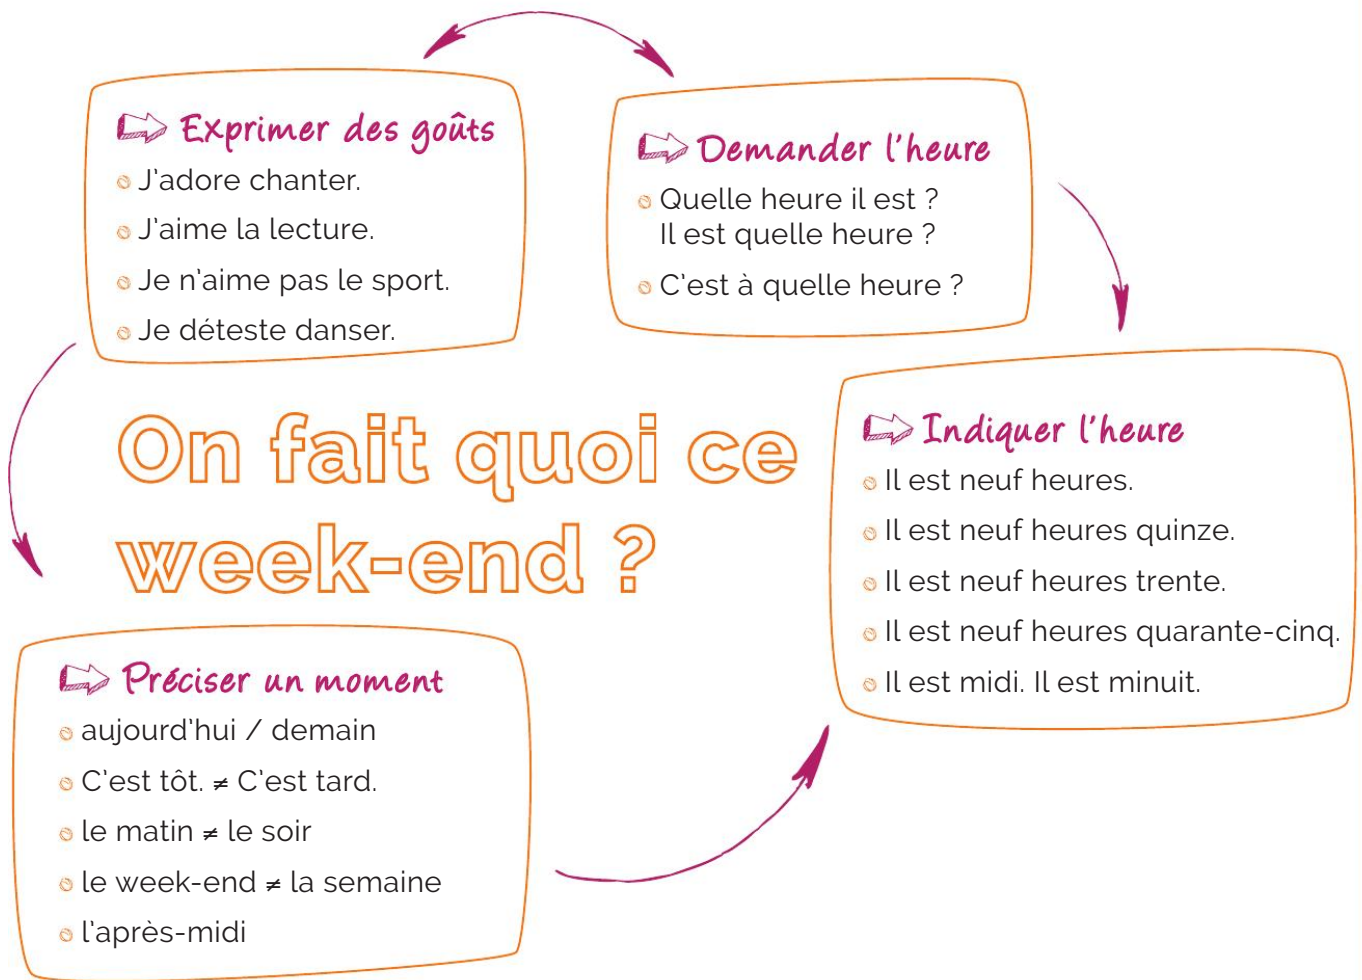 Exprimer des goûts
J'adore chanter.
J'aime la lecture.
Je n'aime pas le sport.
Je déteste danser.
Demander l'heure
Quelle heure il est ?
Il est quelle heure ?
C'est à quelle heure ?
On fait quoi ce
week-end ?
Indiquer l'heure
Il est neuf heures.
Il est neuf heures quinze.
Il est neuf heures trente.
Il est neuf heures quarante-cinq.
Il est midi. Il est minuit.
Préciser un moment
aujourd'hui / demain
C'est tôt. ≠ C'est tard.
le matin ≠ le soir
le week-end ≠ la semaine
l'après-midi